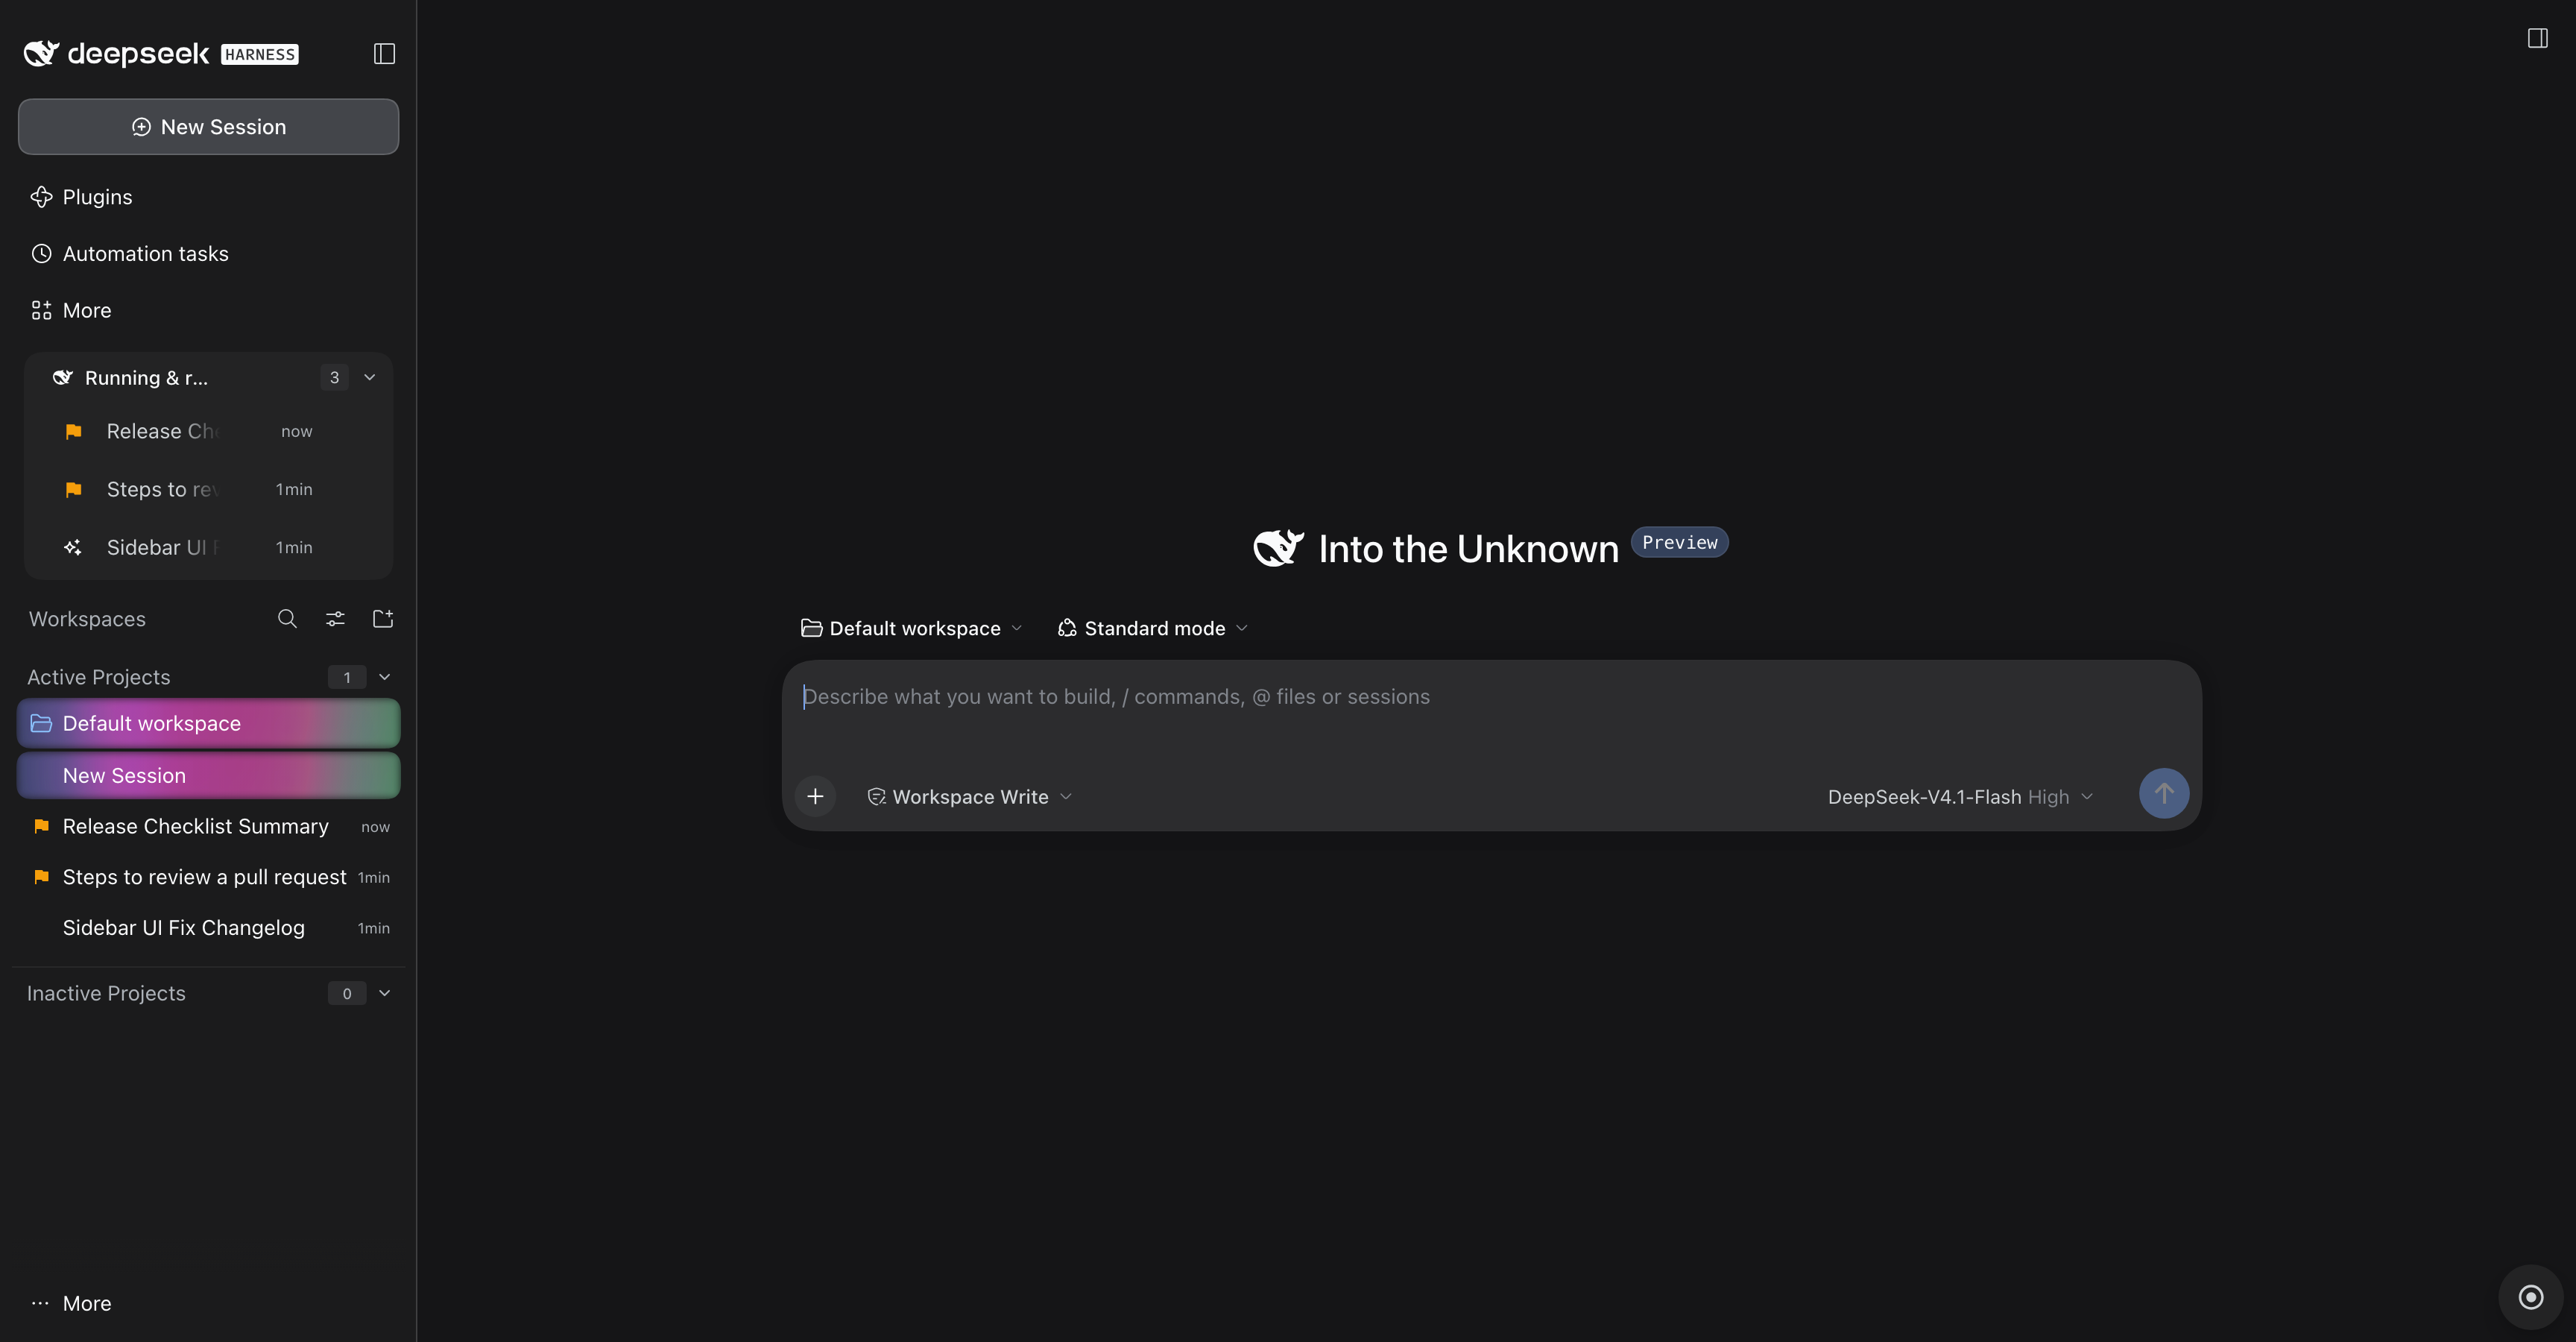 deepseek HARNESS
New Session
Plugins
Automation tasks
More
Running & r... 3
Release Ch now
Steps to rev 1min
Sidebar UI 1min
Workspaces
Active Projects 1
Default workspace
New Session
Release Checklist Summary now
Steps to review a pull request 1min
Sidebar UI Fix Changelog 1min
Inactive Projects 0
More
Into the Unknown Preview
Default workspace Standard mode
Describe what you want to build, / commands, @ files or sessions
Workspace Write DeepSeek-V4.1-Flash High